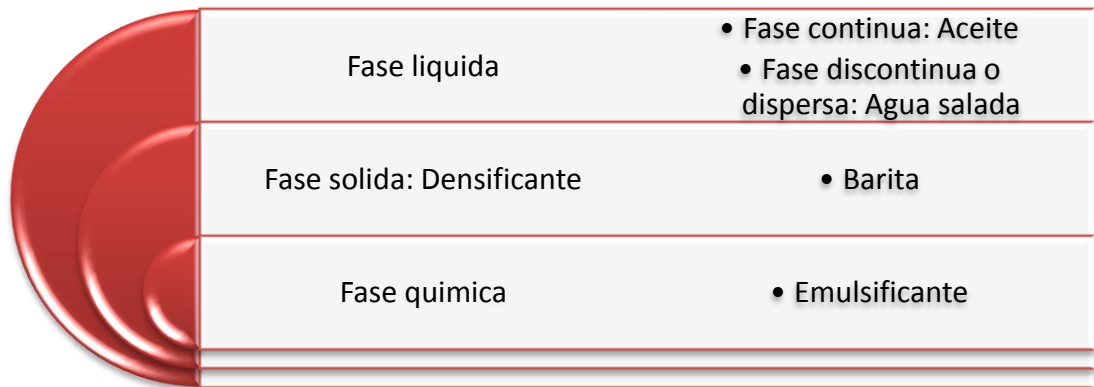 Fase liquida
• Fase continua: Aceite
• Fase discontinua o
dispersa: Agua salada
Fase solida: Densificante
• Barita
Fase quimica
• Emulsificante